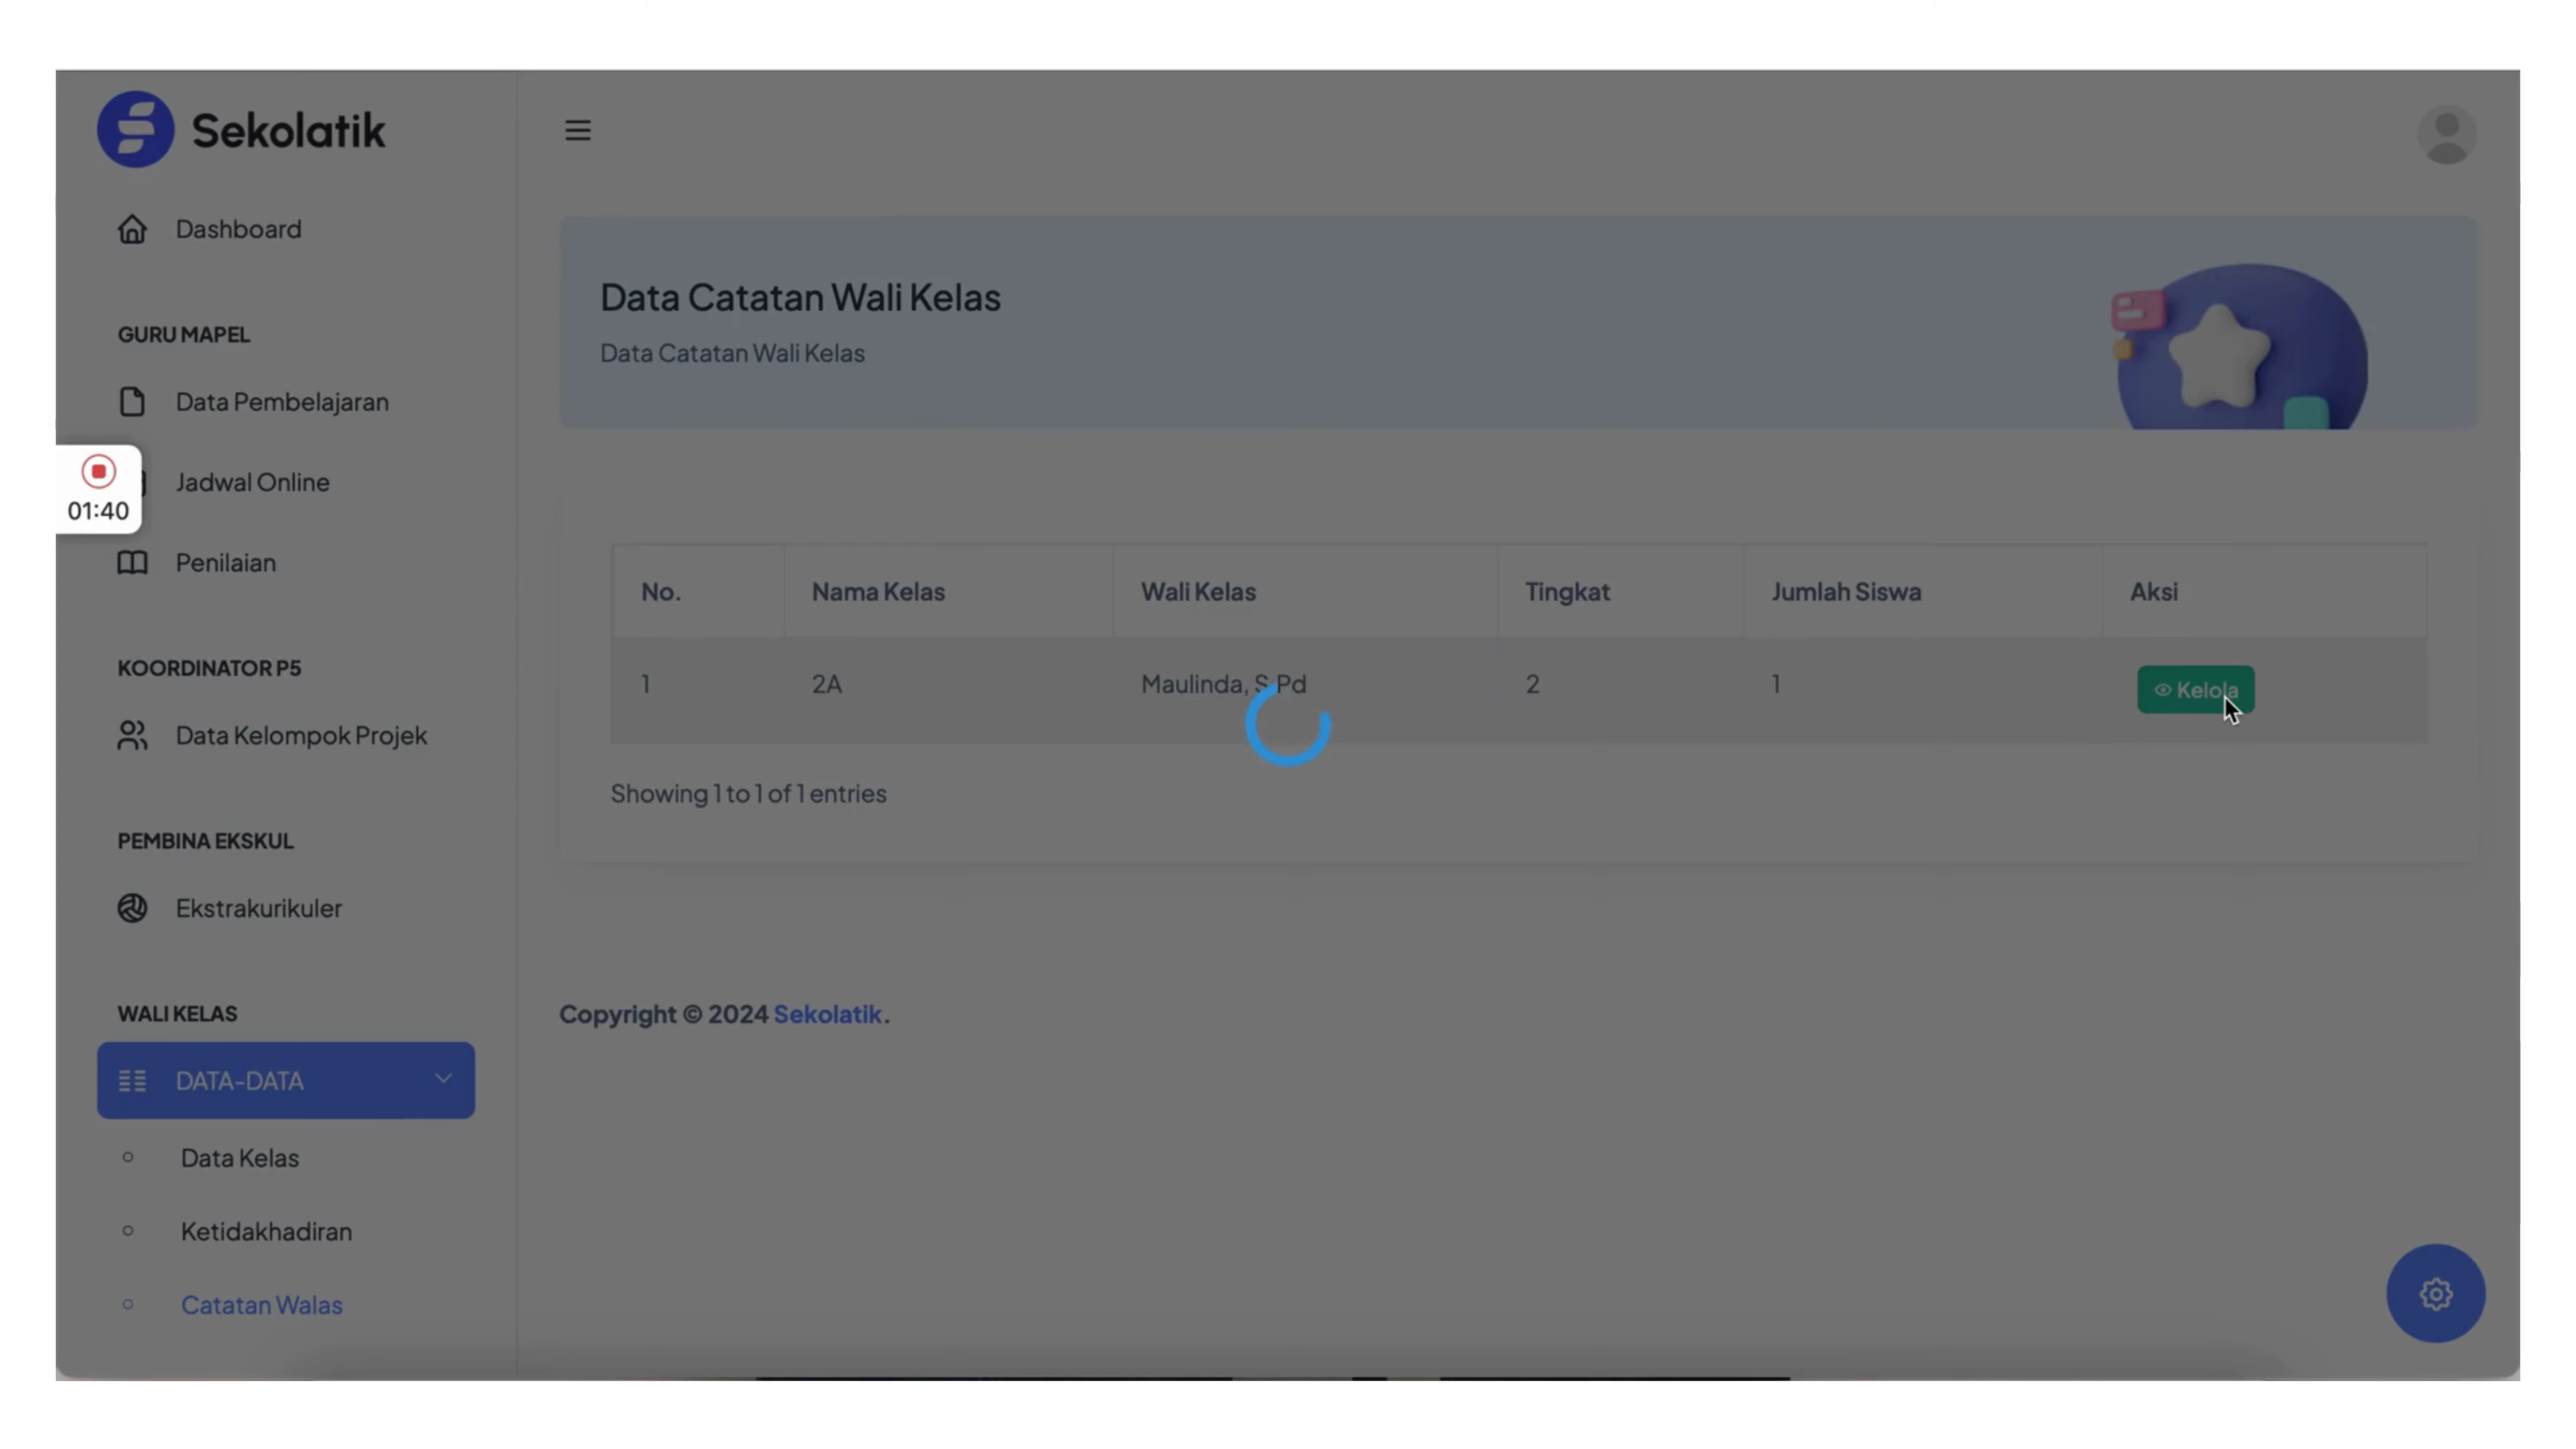 Sekolatik
Dashboard
GURU MAPEL
Data Pembelajaran
Jadwal Online
Penilaian
KOORDINATOR P5
Data Kelompok Projek
PEMBINA EKSKUL
Ekstrakurikuler
WALI KELAS
DATA-DATA
Data Kelas
Ketidakhadiran
Catatan Walas
01:40
Data Catatan Wali Kelas
Data Catatan Wali Kelas
No. Nama Kelas Wali Kelas Tingkat Jumlah Siswa Aksi
1 2A Maulinda, S.Pd 2 1 Kelola
Showing 1 to 1 of 1 entries
Copyright © 2024 Sekolatik.